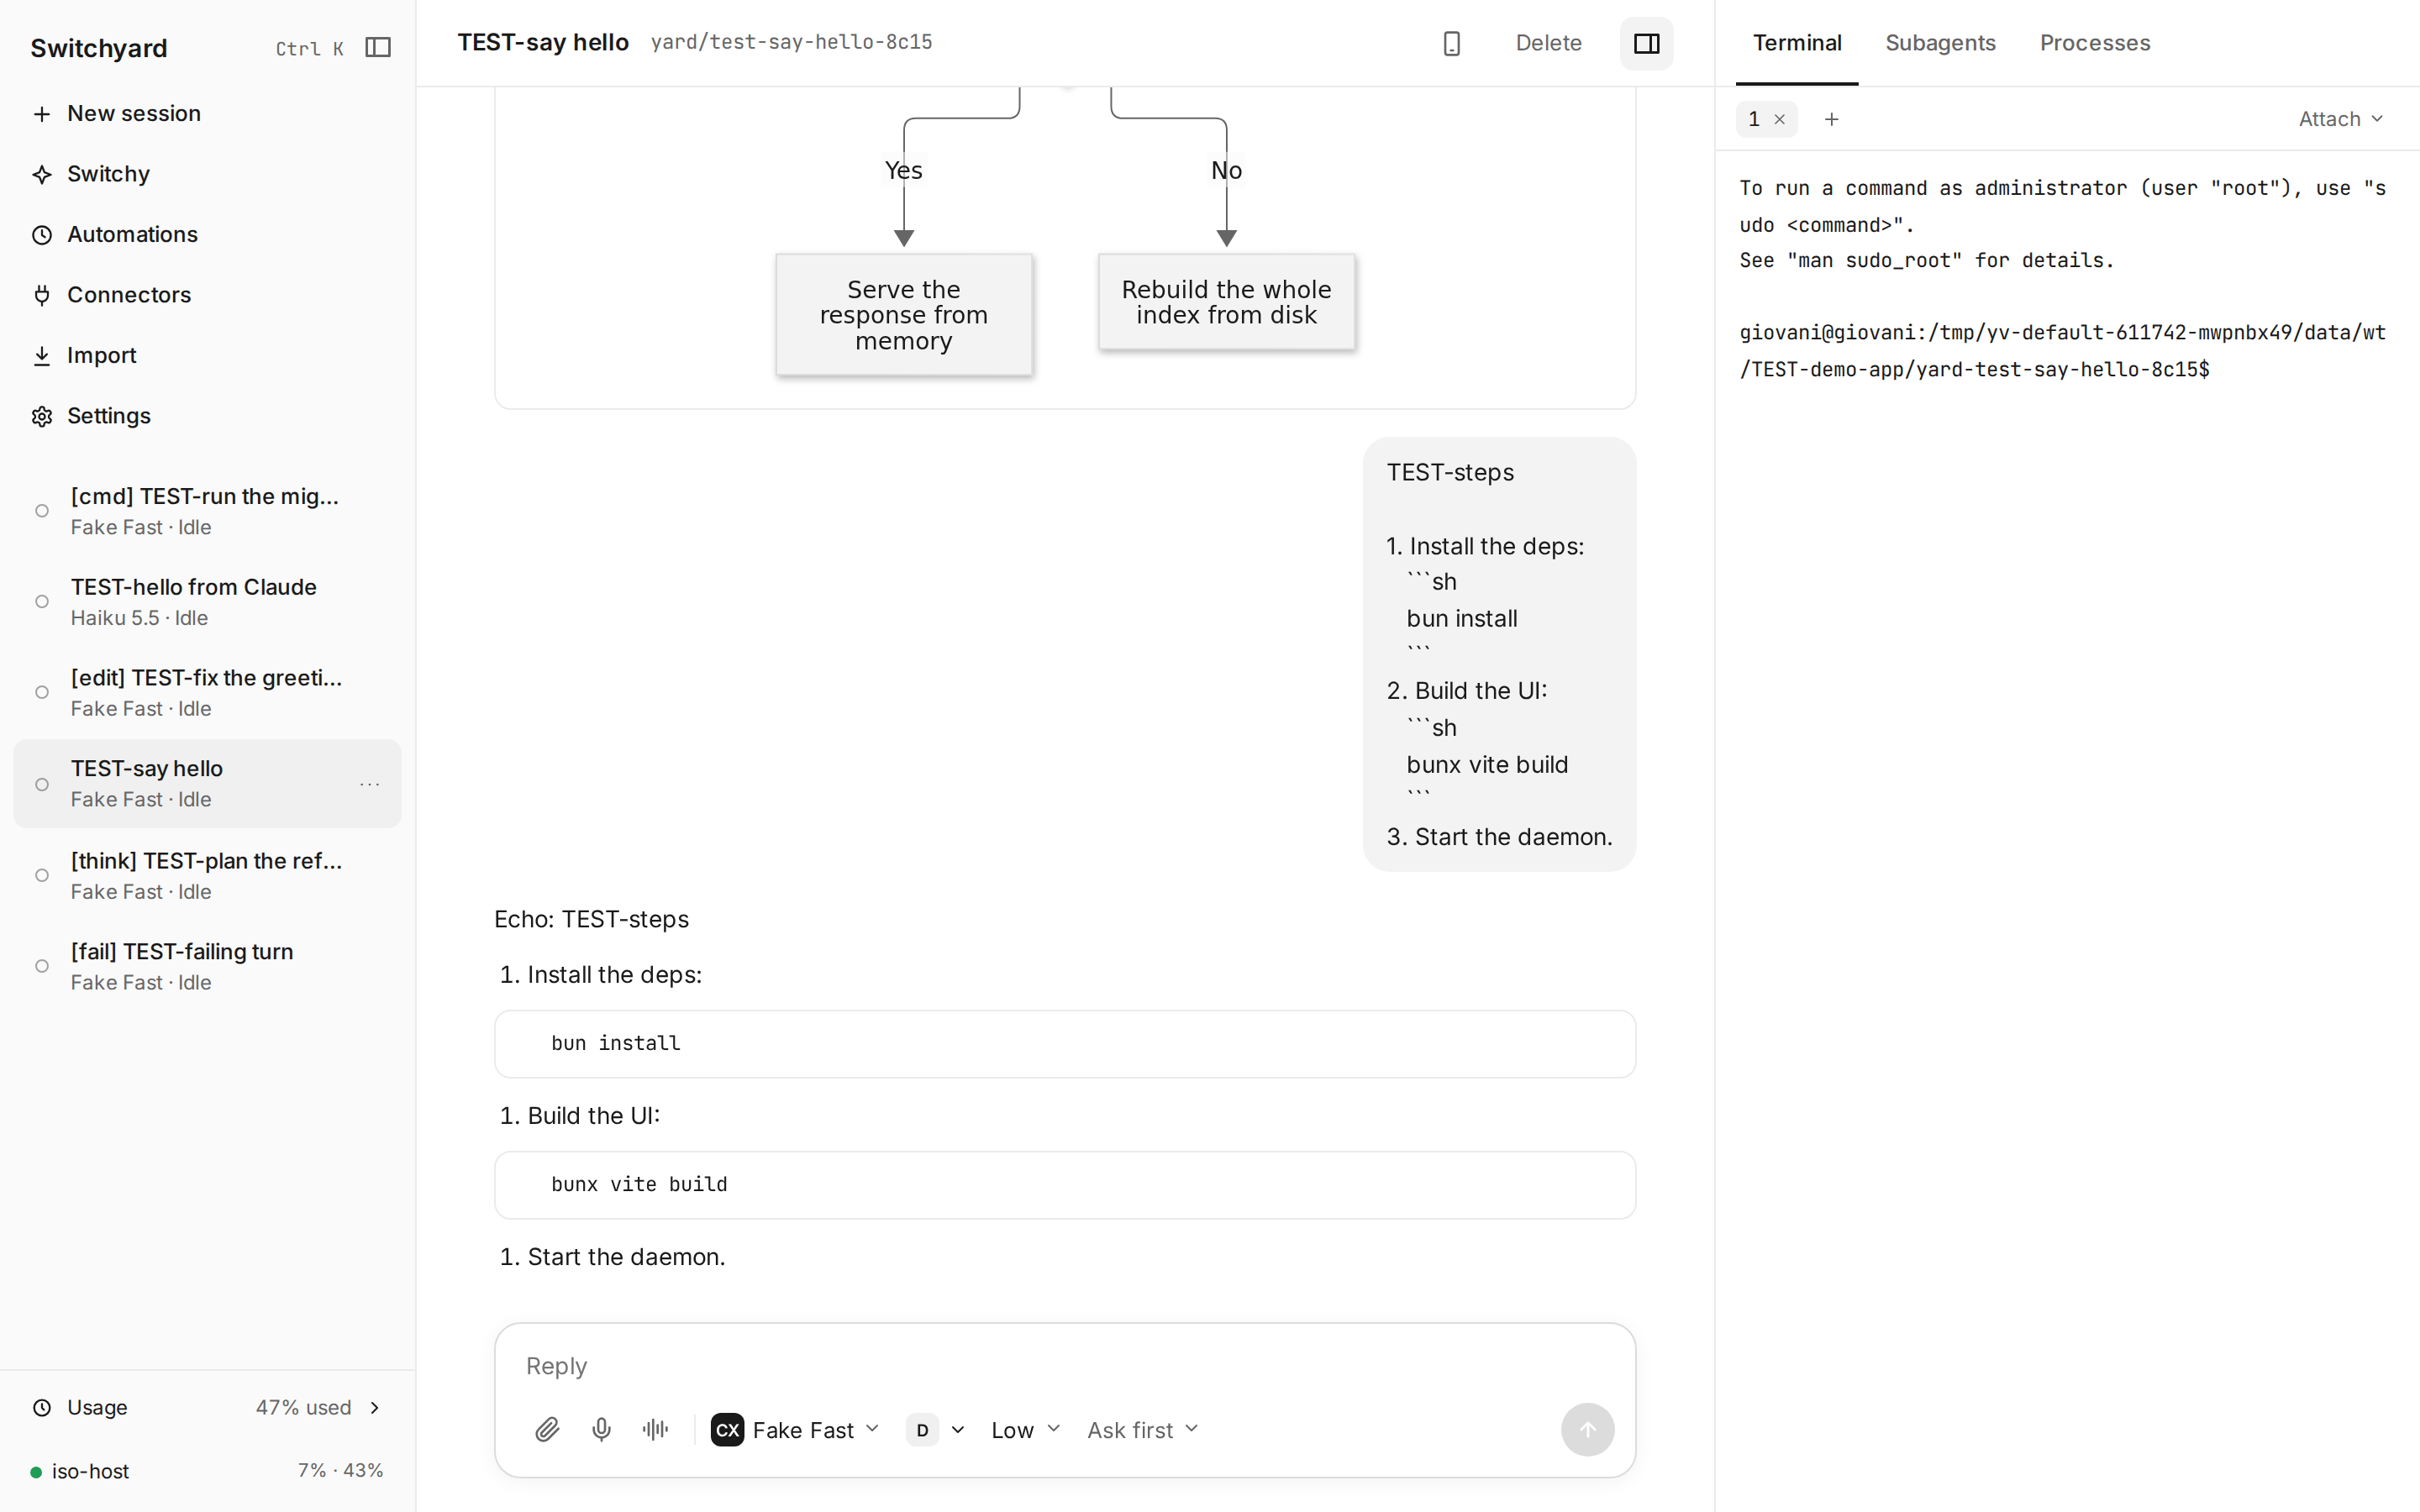 Switchyard
Ctrl K
New session
Switchy
Automations
Connectors
Import
Settings
[cmd] TEST-run the mig...
Fake Fast · Idle
TEST-hello from Claude
Haiku 5.5 · Idle
[edit] TEST-fix the greeti...
Fake Fast · Idle
TEST-say hello
Fake Fast · Idle
[think] TEST-plan the ref...
Fake Fast · Idle
[fail] TEST-failing turn
Fake Fast · Idle
Usage
47% used
iso-host
7% · 43%
TEST-say hello
yard/test-say-hello-8c15
Delete
Yes
No
Serve the
response from
memory
Rebuild the whole
index from disk
TEST-steps
1. Install the deps:
```sh
bun install
```
2. Build the UI:
```sh
bunx vite build
```
3. Start the daemon.
Echo: TEST-steps
1. Install the deps:
bun install
1. Build the UI:
bunx vite build
1. Start the daemon.
Reply
CX Fake Fast
D
Low
Ask first
Terminal
Subagents
Processes
1
Attach
To run a command as administrator (user "root"), use "s
udo <command>".
See "man sudo_root" for details.
giovani@giovani:/tmp/yv-default-611742-mwpnbx49/data/wt
/TEST-demo-app/yard-test-say-hello-8c15$